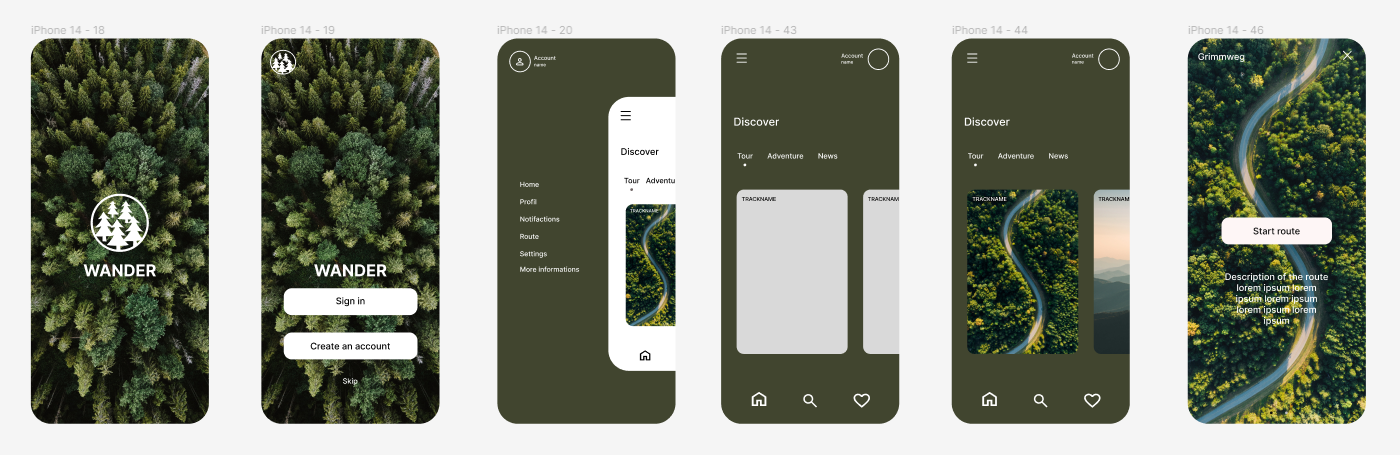 iPhone 14 - 18
WANDER
iPhone 14 - 19
WANDER
Sign in
Create an account
Skip
iPhone 14 - 20
Account
name
Home
Profil
Notifactions
Route
Settings
More informations
Discover
Tour Adventu
TRACKNAME
iPhone 14 - 43
Account
name
Discover
Tour Adventure News
TRACKNAME TRACKNAM
iPhone 14 - 44
Account
name
Discover
Tour Adventure News
TRACKNAME TRACKNAM
iPhone 14 - 46
Grimmweg
Start route
Description of the route
lorem ipsum lorem
ipsum lorem ipsum
lorem ipsum lorem
ipsum